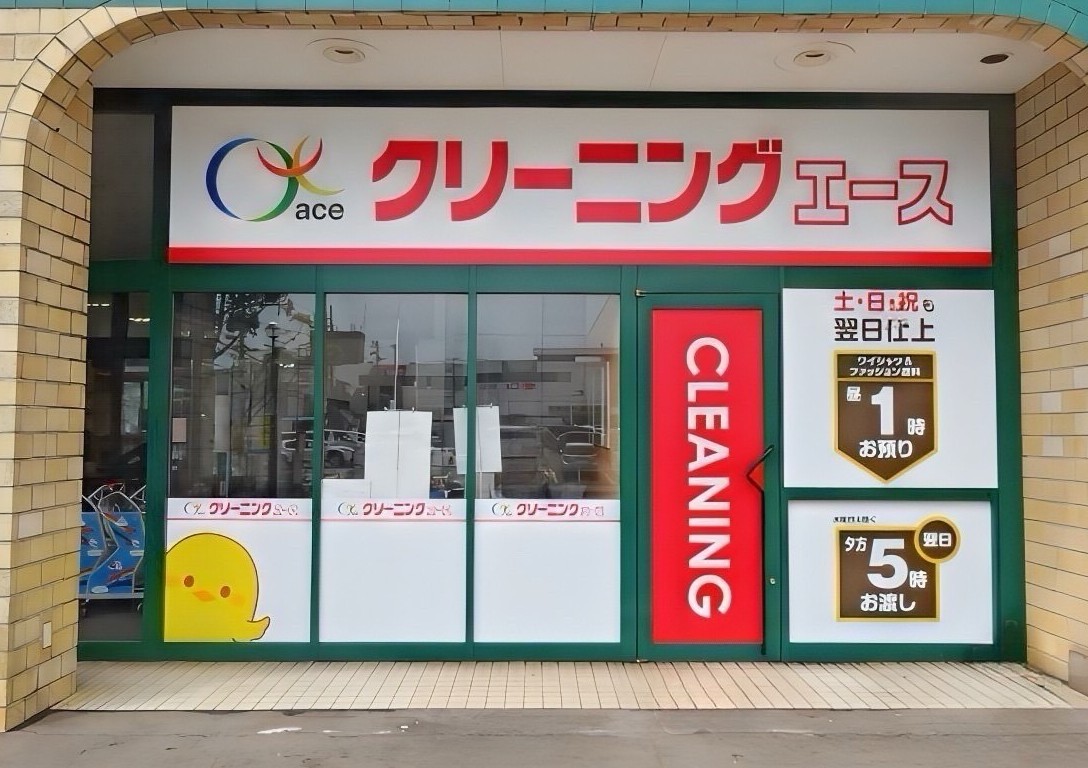 ace
クリーニングエース
土・日・祝も
翌日仕上
ワイシャツ&
ファッション衣料
1時
お預り
CLEANING
クリーニング
クリーニング
クリーニング
翌日
夕方
5時
お渡し